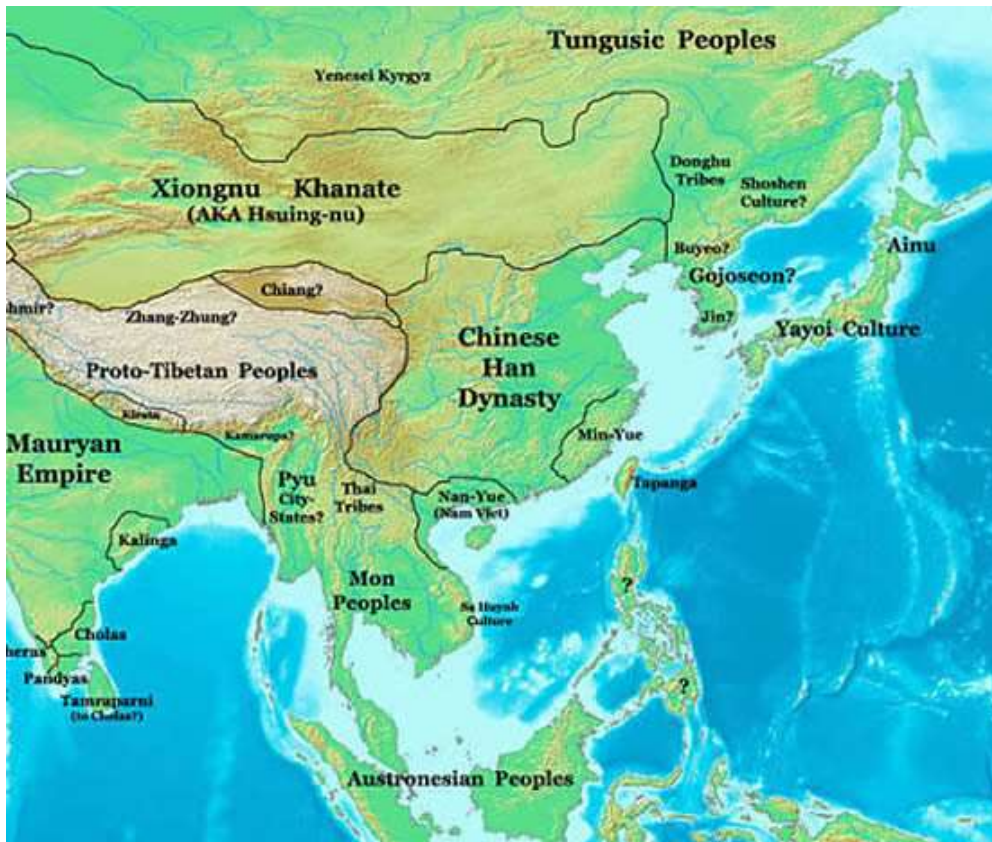 Tungusic Peoples
Yenesei Kyrgyz
Donghu
Tribes
Shoshen
Culture?
Xiongnu Khanate
(AKA Hsuing-nu)
Buyeo?
Ainu
Gojoseon?
Chiang?
hmir?
Zhang-Zhung?
Jin?
Yayoi Culture
Chinese
Han
Dynasty
Proto-Tibetan Peoples
Kirata
Kamarupa?
Min-Yue
Mauryan
Empire
Pyu
City-
States?
Thai
Tribes
Tapanga
Nan-Yue
(Nam Viet)
Kalinga
Mon
Peoples
?
Sa Huynh
Culture
Cholas
heras
Pandyas
?
Tamraparni
(to Cholas?)
Austronesian Peoples